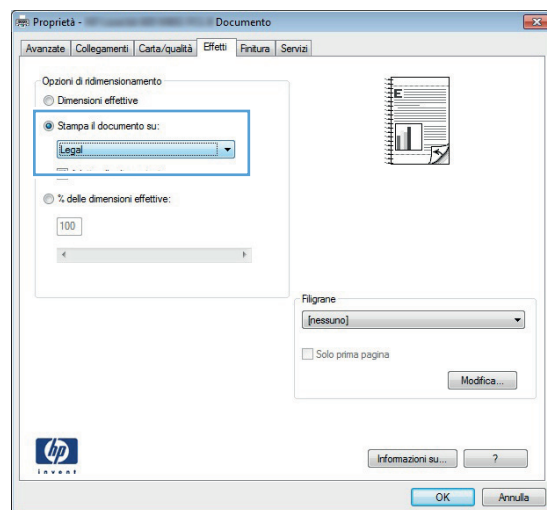 Proprietà -
Documento
Avanzate Collegamenti Carta/qualità Effetti Finitura Servizi
Opzioni di ridimensionamento
Dimensioni effettive
Stampa il documento su:
Legal
% delle dimensioni effettive:
100
E
Filigrane
[nessuno]
Solo prima pagina
Modifica...
hp
invent
Informazioni su... ?
OK Annulla